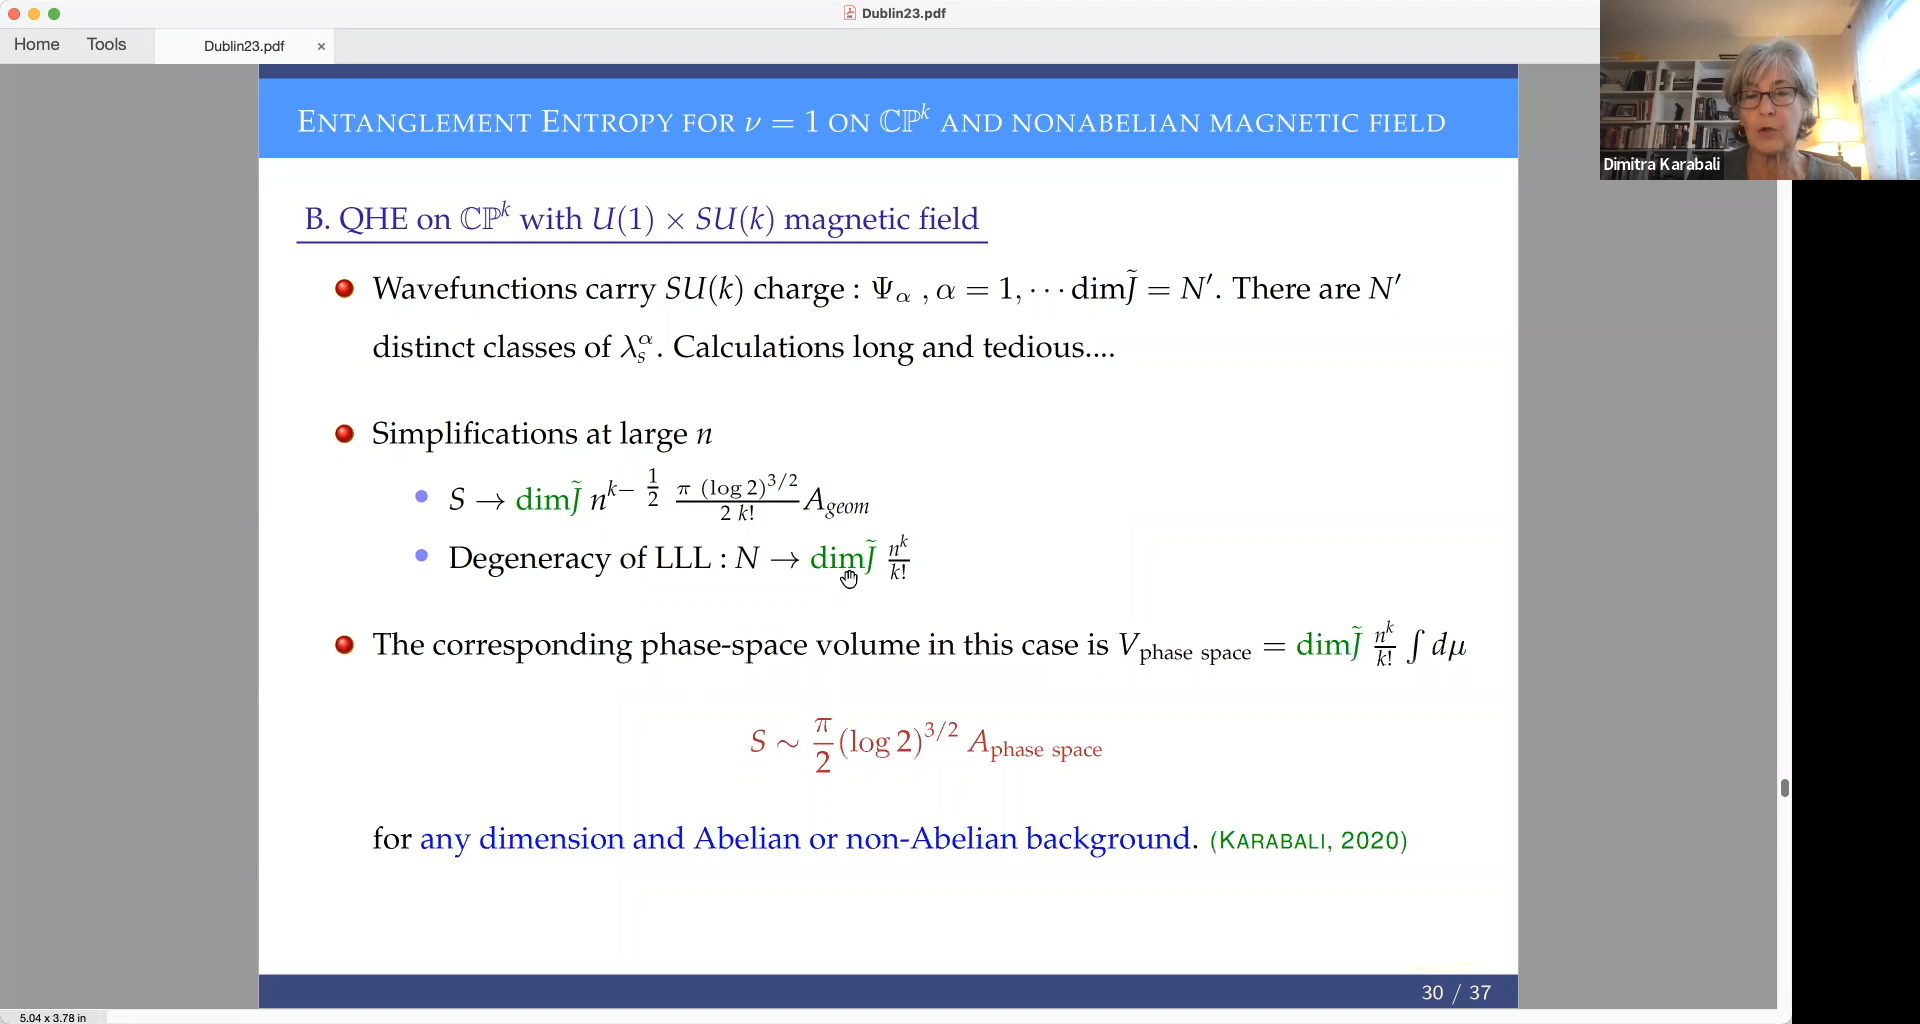 Dublin23.pdf
Home Tools Dublin23.pdf ×
Dimitra Karabali
ENTANGLEMENT ENTROPY FOR ν = 1 ON ℂℙ^k AND NONABELIAN MAGNETIC FIELD
B. QHE on ℂℙ^k with U(1) × SU(k) magnetic field
Wavefunctions carry SU(k) charge : Ψ_α , α = 1, ··· dimJ̃ = N′. There are N′
distinct classes of λ_s^α. Calculations long and tedious....
Simplifications at large n
S → dimJ̃ n^{k− 1/2} π (log 2)^{3/2} / 2 k! A_geom
Degeneracy of LLL : N → dimJ̃ n^k/k!
The corresponding phase-space volume in this case is V_phase space = dimJ̃ n^k/k! ∫ dμ
S ∼ π/2 (log 2)^{3/2} A_phase space
for any dimension and Abelian or non-Abelian background. (KARABALI, 2020)
30 / 37
5.04 x 3.78 in